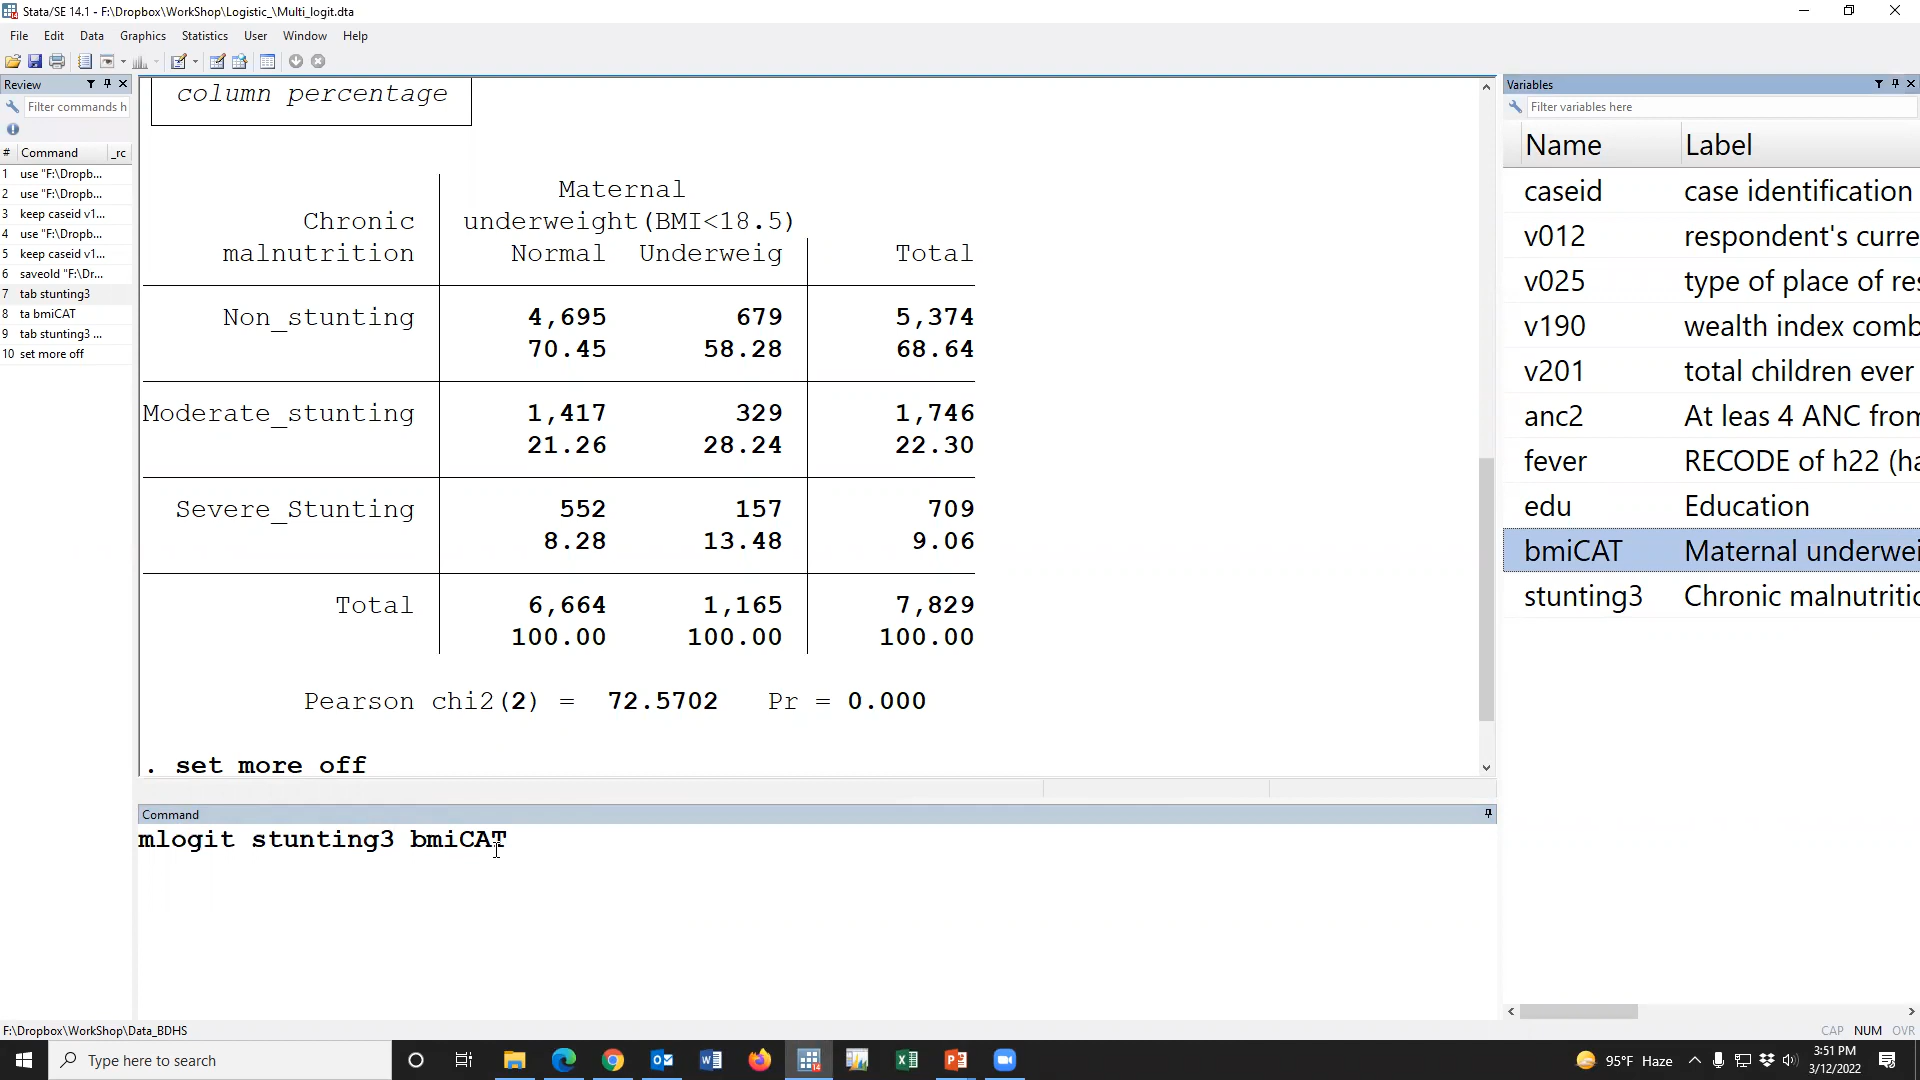 Stata/SE 14.1 - F:\Dropbox\WorkShop\Logistic_\Multi_logit.dta
File Edit Data Graphics Statistics User Window Help
Review
Filter commands h
# Command _rc
1 use "F:\Dropb...
2 use "F:\Dropb...
3 keep caseid v1...
4 use "F:\Dropb...
5 keep caseid v1...
6 saveold "F:\Dr...
7 tab stunting3
8 ta bmiCAT
9 tab stunting3 ...
10 set more off
column percentage
Maternal
Chronic underweight(BMI<18.5)
malnutrition Normal Underweig Total
Non_stunting 4,695 679 5,374
70.45 58.28 68.64
Moderate_stunting 1,417 329 1,746
21.26 28.24 22.30
Severe_Stunting 552 157 709
8.28 13.48 9.06
Total 6,664 1,165 7,829
100.00 100.00 100.00
Pearson chi2(2) = 72.5702 Pr = 0.000
. set more off
Command
mlogit stunting3 bmiCAT
Variables
Filter variables here
Name Label
caseid case identification
v012 respondent's curre
v025 type of place of res
v190 wealth index comb
v201 total children ever
anc2 At leas 4 ANC from
fever RECODE of h22 (ha
edu Education
bmiCAT Maternal underwei
stunting3 Chronic malnutritic
F:\Dropbox\WorkShop\Data_BDHS
CAP NUM OVR
Type here to search
95°F Haze
3:51 PM
3/12/2022